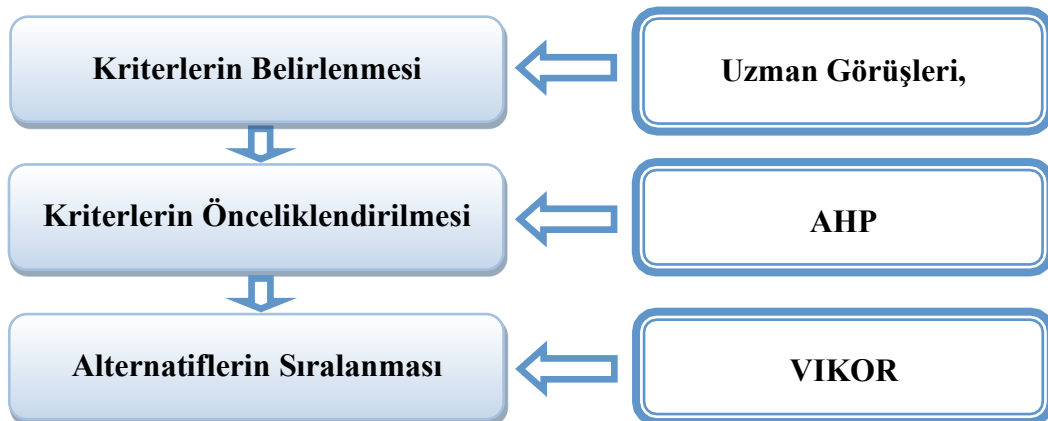 Kriterlerin Belirlenmesi
Uzman Görüşleri,
Kriterlerin Önceliklendirilmesi
AHP
Alternatiflerin Sıralanması
VIKOR